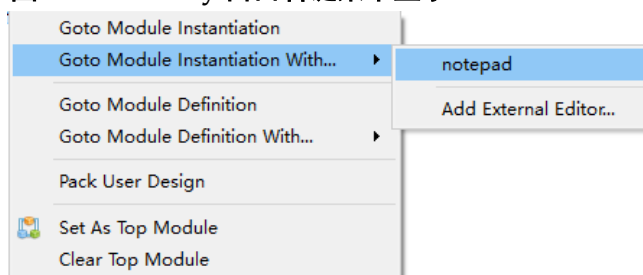 Goto Module Instantiation
Goto Module Instantiation With...
notepad
Add External Editor...
Goto Module Definition
Goto Module Definition With...
Pack User Design
Set As Top Module
Clear Top Module